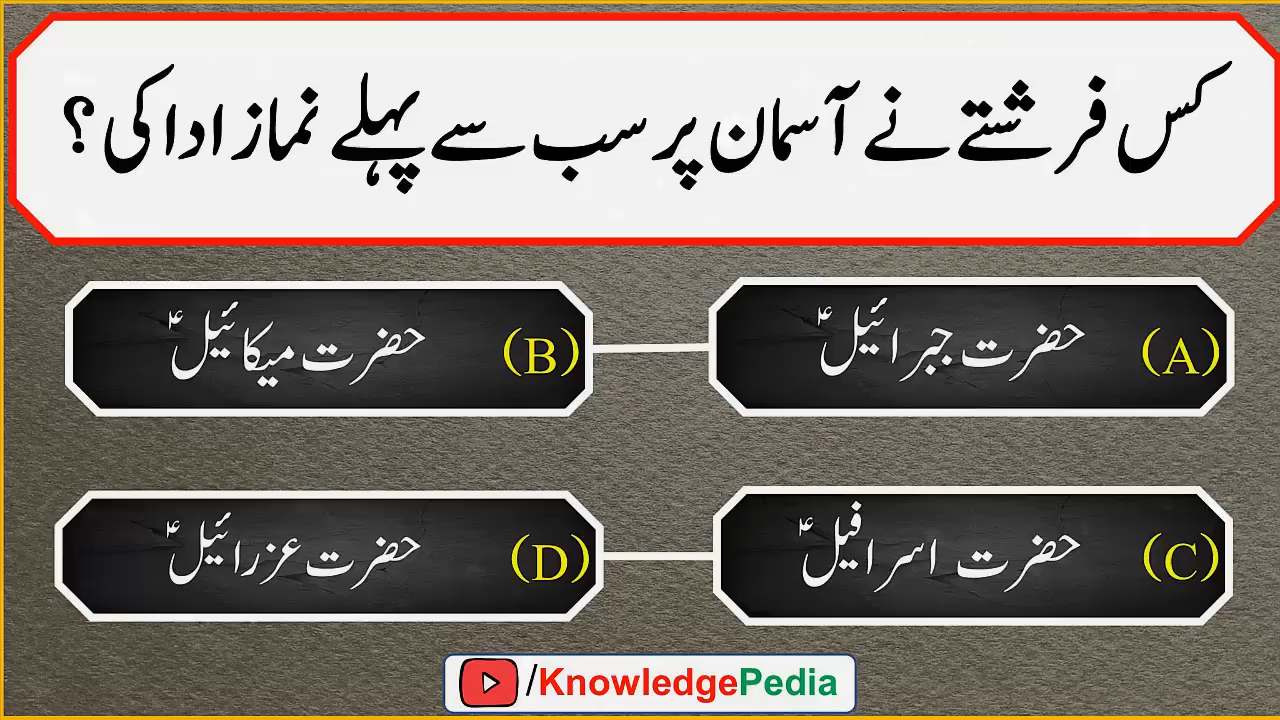 کس فرشتے نے آسمان پر سب سے پہلے نماز ادا کی؟
(A) حضرت جبرائیلؑ
(B) حضرت میکائیلؑ
(C) حضرت اسرافیلؑ
(D) حضرت عزرائیلؑ
/KnowledgePedia